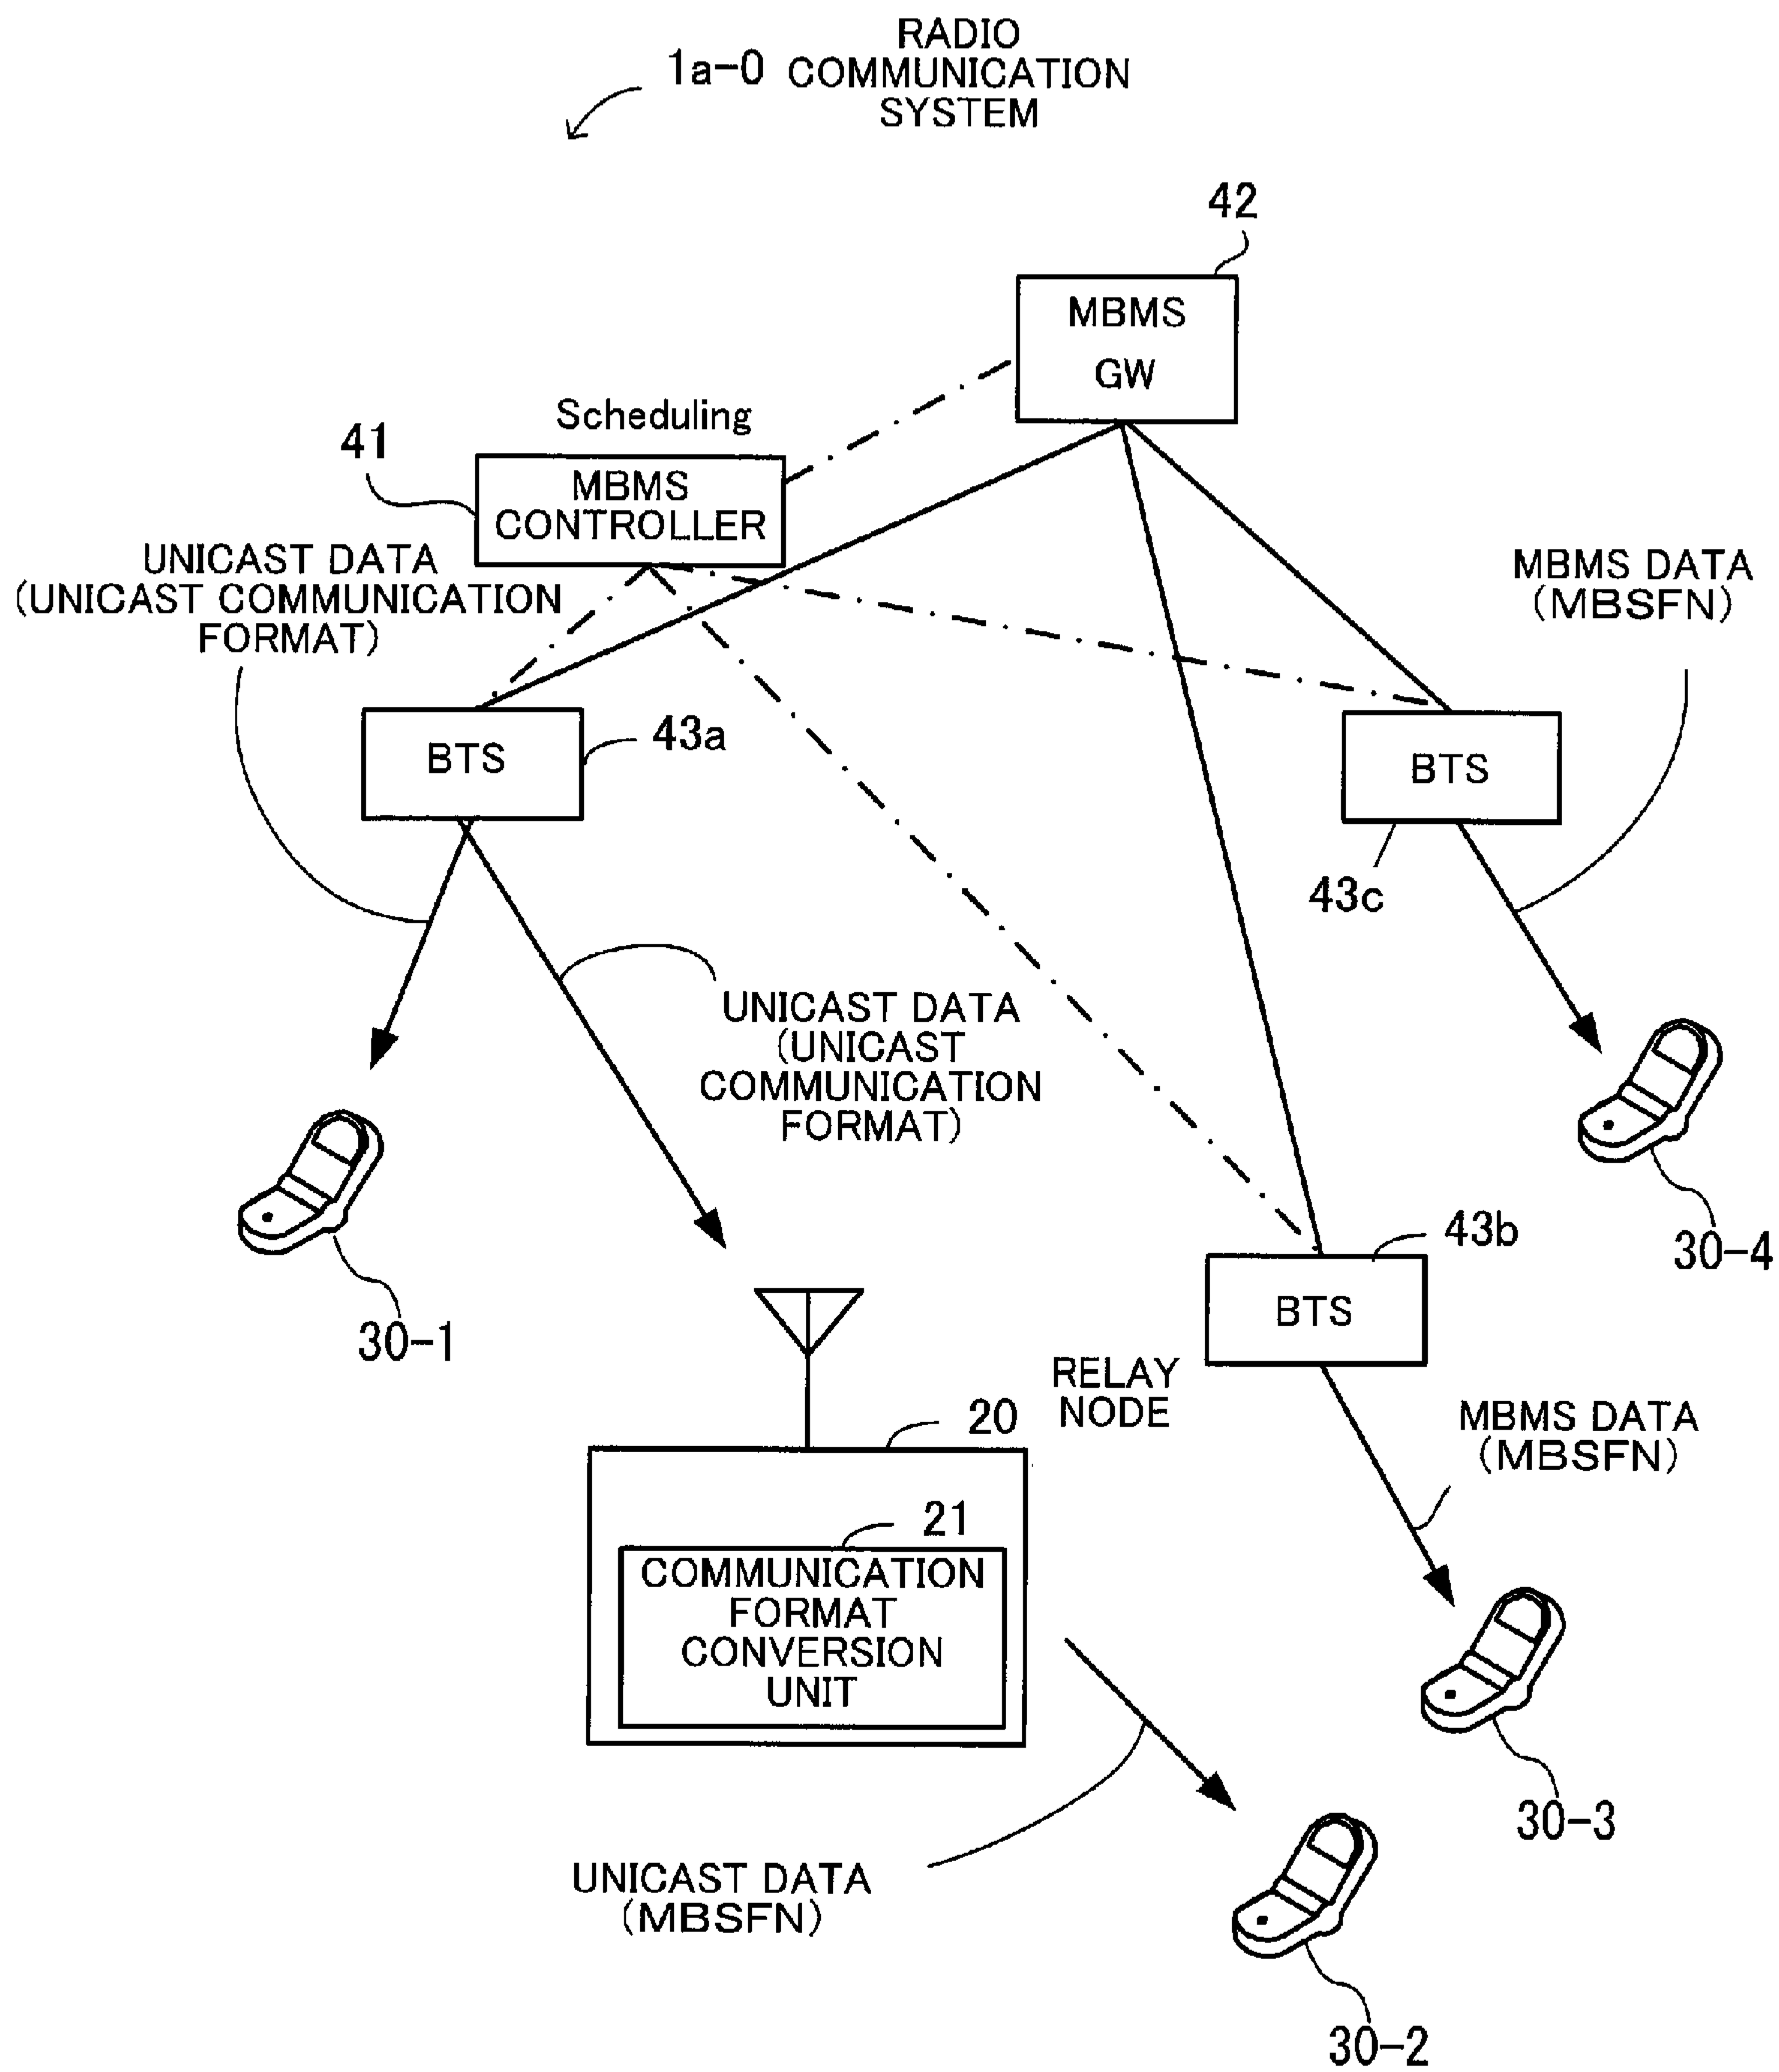 RADIO
1a-0 COMMUNICATION
SYSTEM
42
MBMS
GW
Scheduling
41
MBMS
CONTROLLER
UNICAST DATA
(UNICAST COMMUNICATION
FORMAT)
MBMS DATA
(MBSFN)
BTS
43a
BTS
43c
UNICAST DATA
(UNICAST
COMMUNICATION
FORMAT)
30-1
30-4
43b
BTS
RELAY
NODE
20
MBMS DATA
(MBSFN)
21
COMMUNICATION
FORMAT
CONVERSION
UNIT
30-3
UNICAST DATA
(MBSFN)
30-2